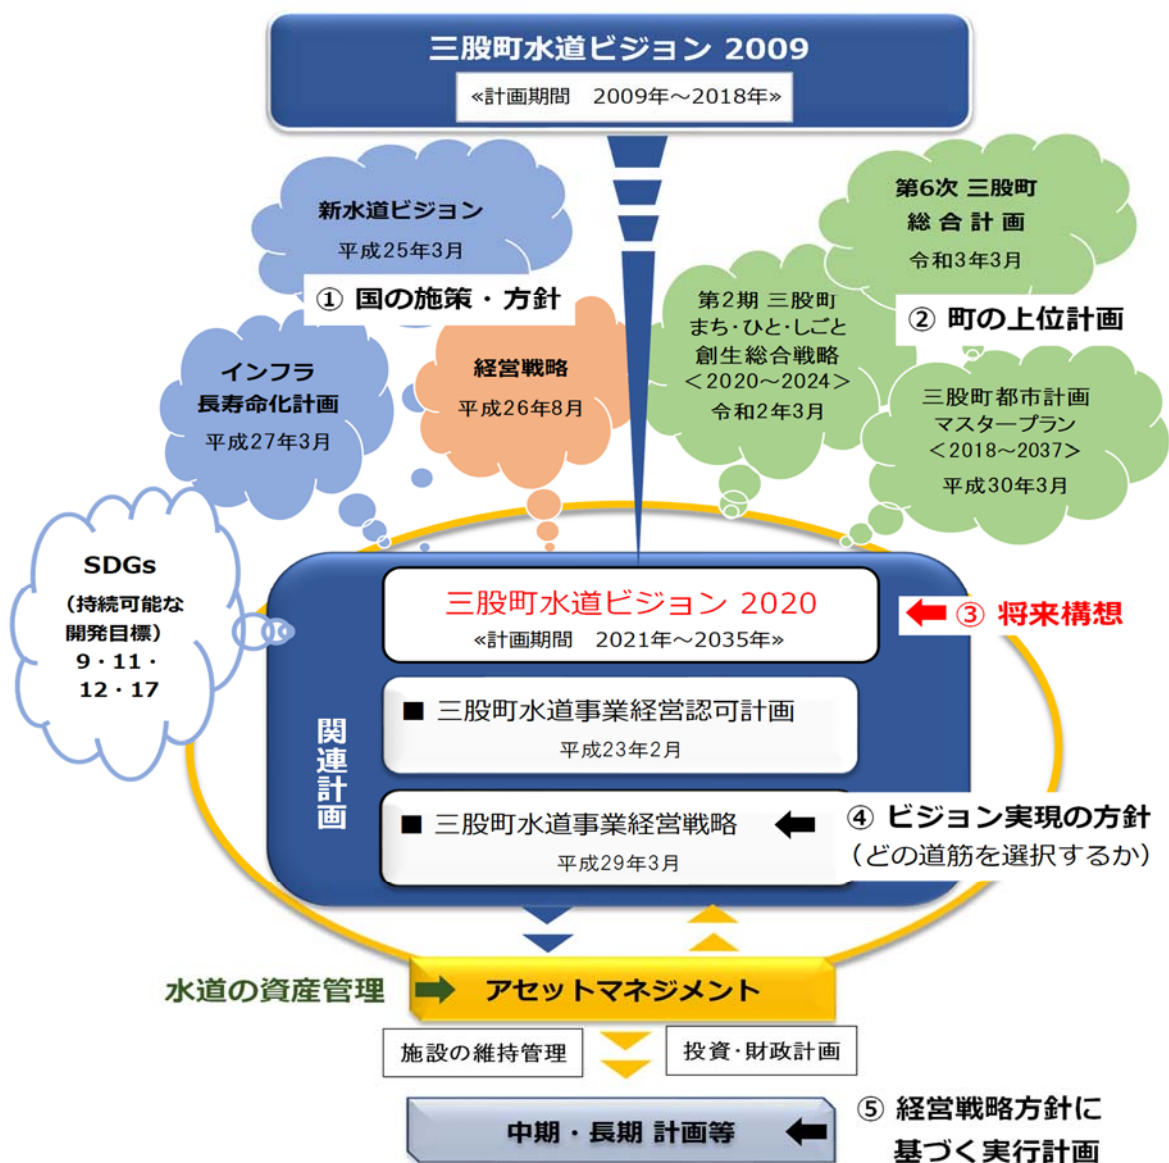 三股町水道ビジョン 2009
≪計画期間　2009年～2018年≫
新水道ビジョン
平成25年3月
① 国の施策・方針
インフラ
長寿命化計画
平成27年3月
経営戦略
平成26年8月
第6次 三股町
総 合 計 画
令和3年3月
② 町の上位計画
第2期 三股町
まち・ひと・しごと
創生総合戦略
＜2020～2024＞
令和2年3月
三股町都市計画
マスタープラン
＜2018～2037＞
平成30年3月
SDGs
（持続可能な
開発目標）
9・11・
12・17
関連計画
三股町水道ビジョン 2020
≪計画期間　2021年～2035年≫
③ 将来構想
■ 三股町水道事業経営認可計画
平成23年2月
■ 三股町水道事業経営戦略
平成29年3月
④ ビジョン実現の方針
（どの道筋を選択するか）
水道の資産管理
アセットマネジメント
施設の維持管理
投資・財政計画
中期・長期 計画等
⑤ 経営戦略方針に
基づく実行計画